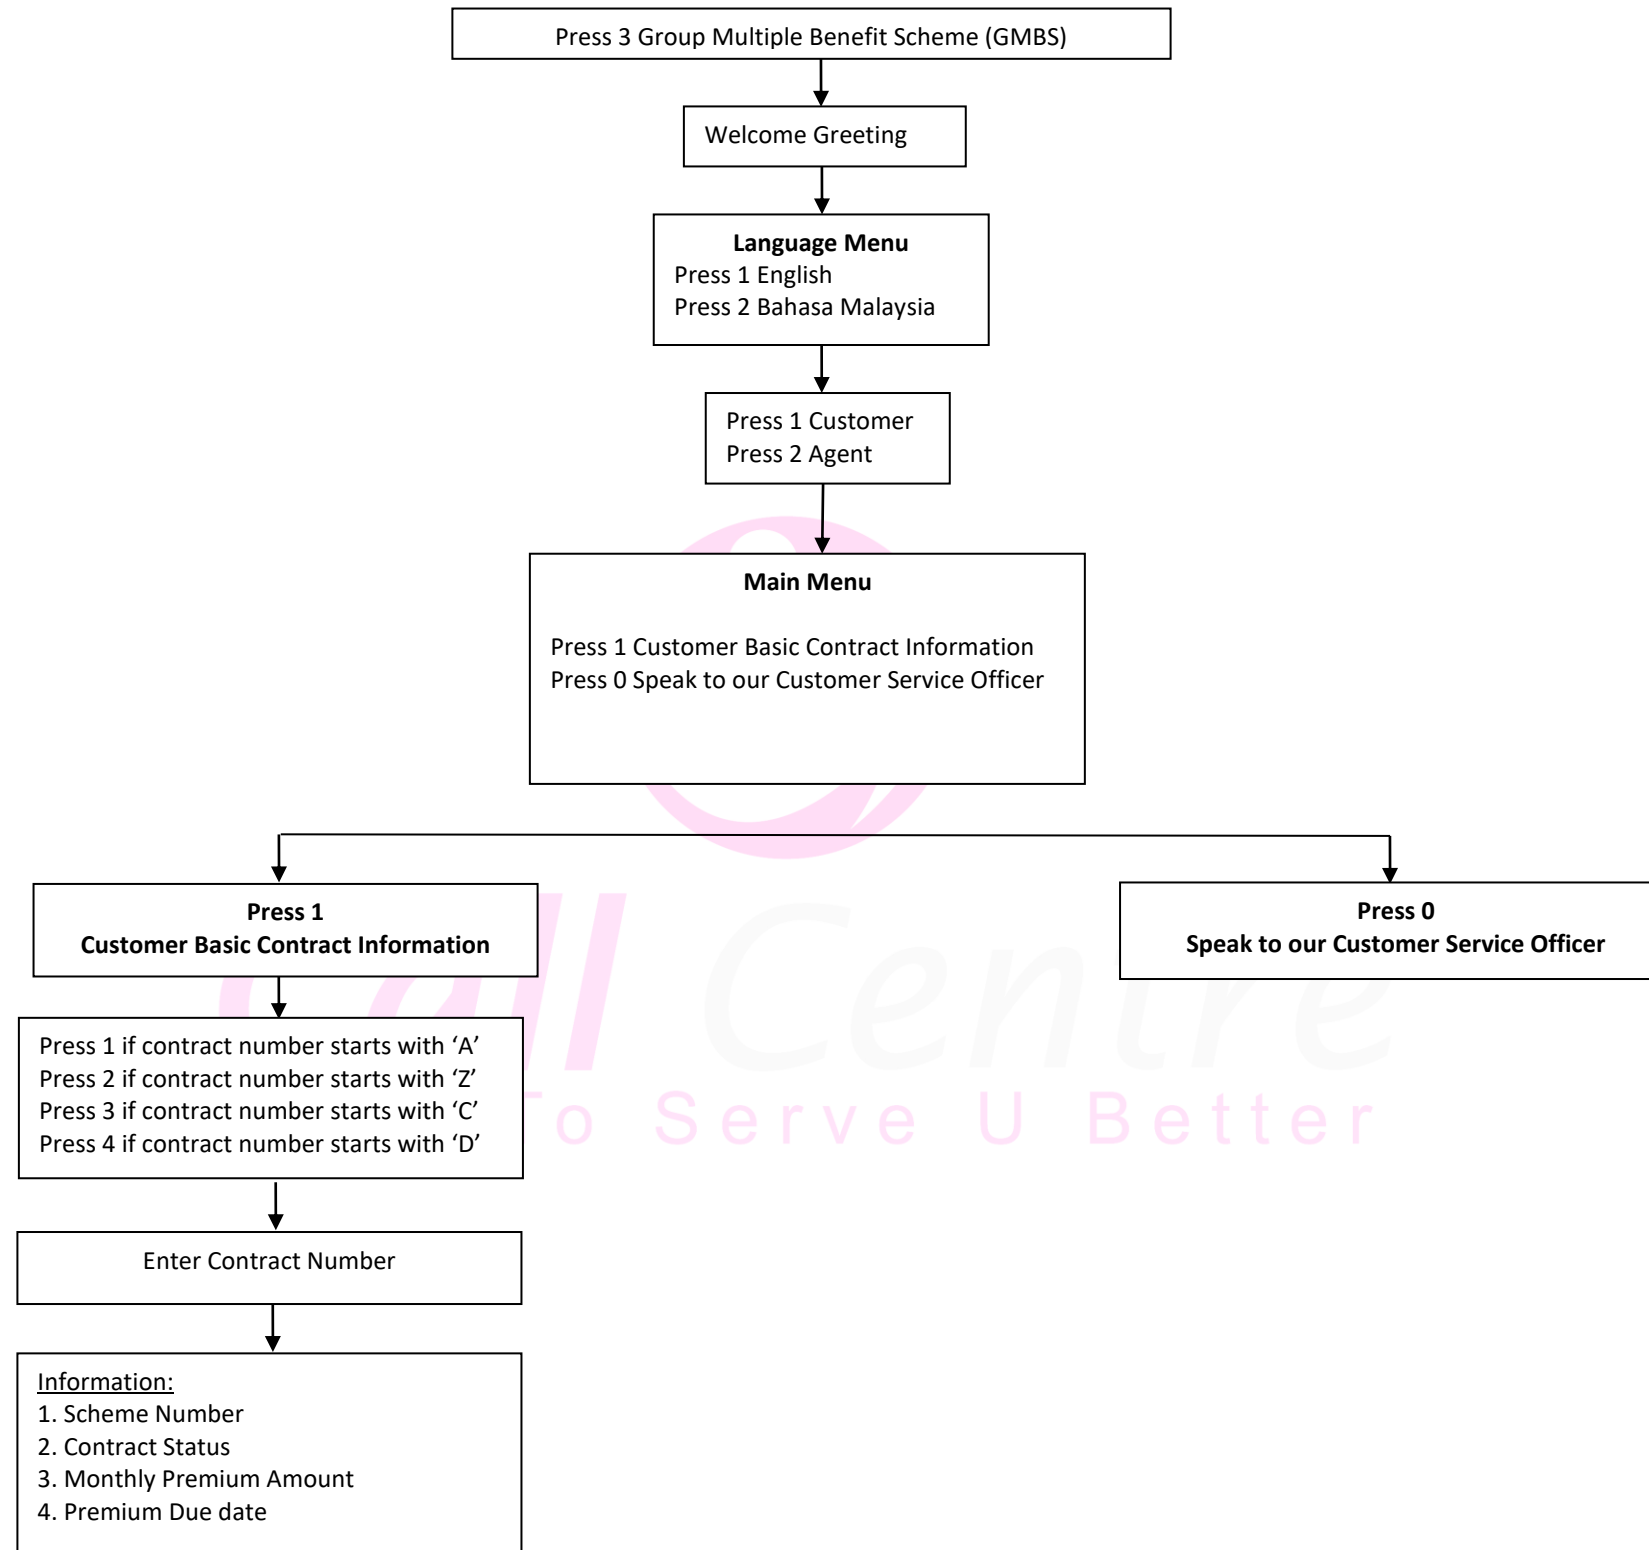 Press 3 Group Multiple Benefit Scheme (GMBS)
Welcome Greeting
Language Menu
Press 1 English
Press 2 Bahasa Malaysia
Press 1 Customer
Press 2 Agent
Main Menu
Press 1 Customer Basic Contract Information
Press 0 Speak to our Customer Service Officer
Press 1
Customer Basic Contract Information
Press 0
Speak to our Customer Service Officer
Call Centre
To Serve U Better
Press 1 if contract number starts with ‘A’
Press 2 if contract number starts with ‘Z’
Press 3 if contract number starts with ‘C’
Press 4 if contract number starts with ‘D’
Enter Contract Number
Information:
1. Scheme Number
2. Contract Status
3. Monthly Premium Amount
4. Premium Due date